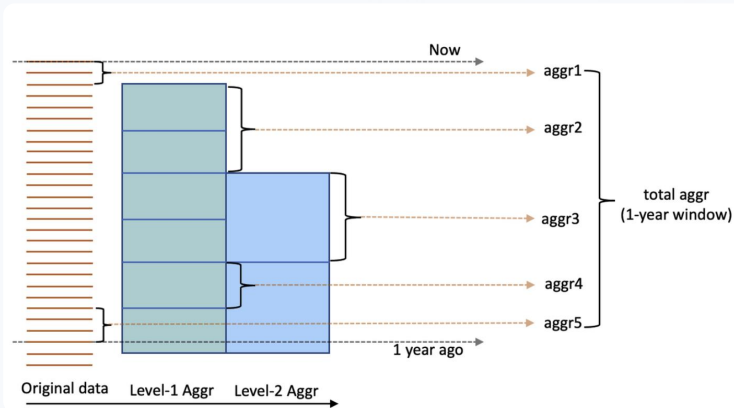 Now
aggr1
aggr2
total aggr
(1-year window)
aggr3
aggr4
aggr5
1 year ago
Original data
Level-1 Aggr
Level-2 Aggr